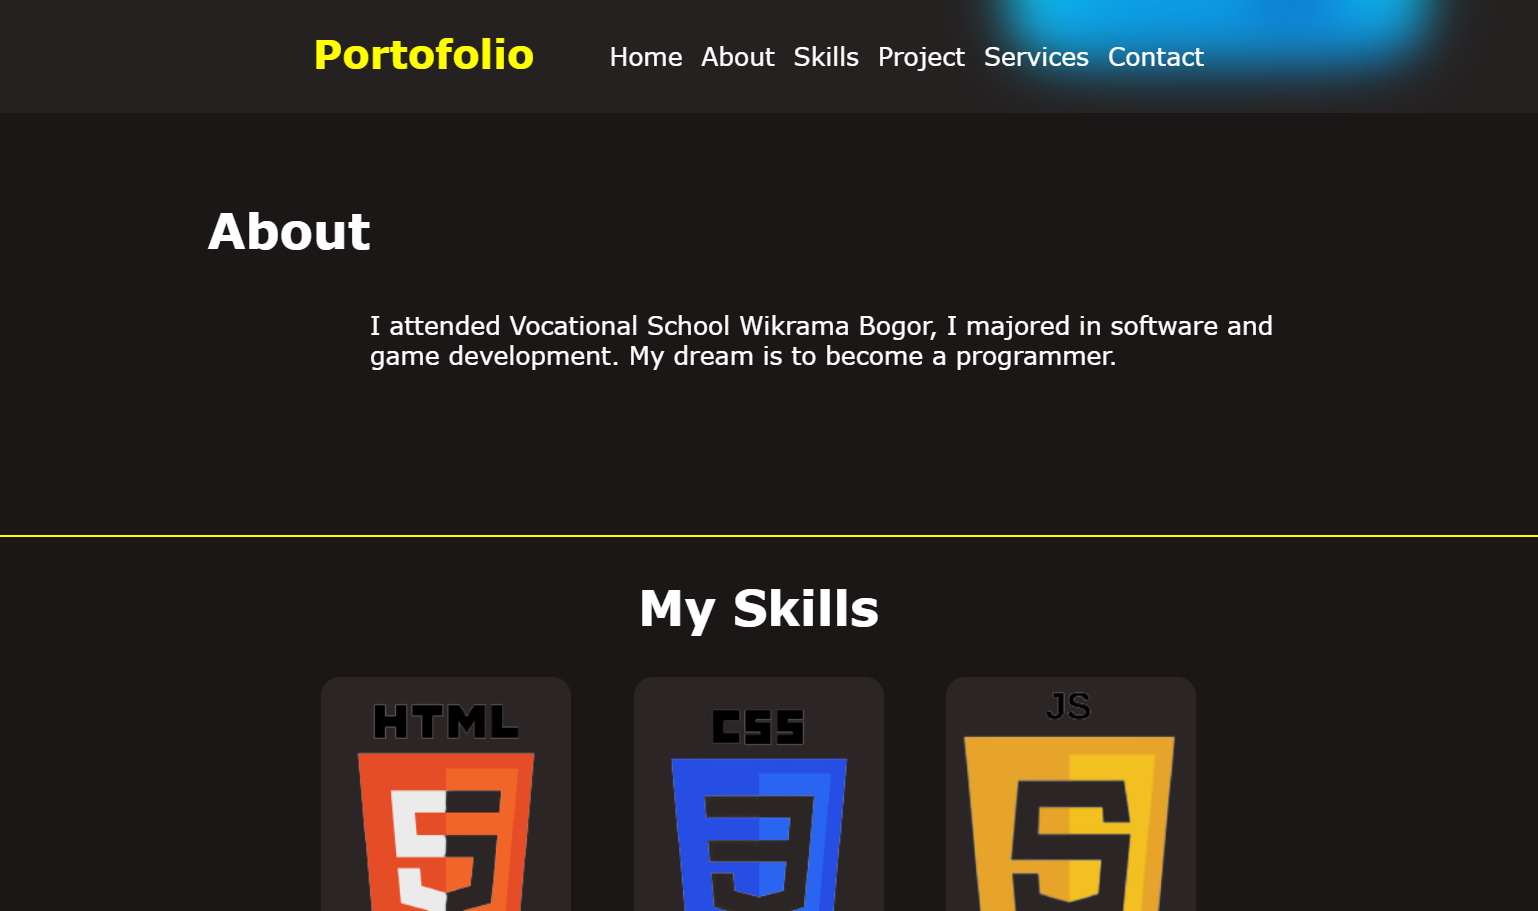 Portofolio
Home About Skills Project Services Contact
About
I attended Vocational School Wikrama Bogor, I majored in software and
game development. My dream is to become a programmer.
My Skills
HTML CSS JS